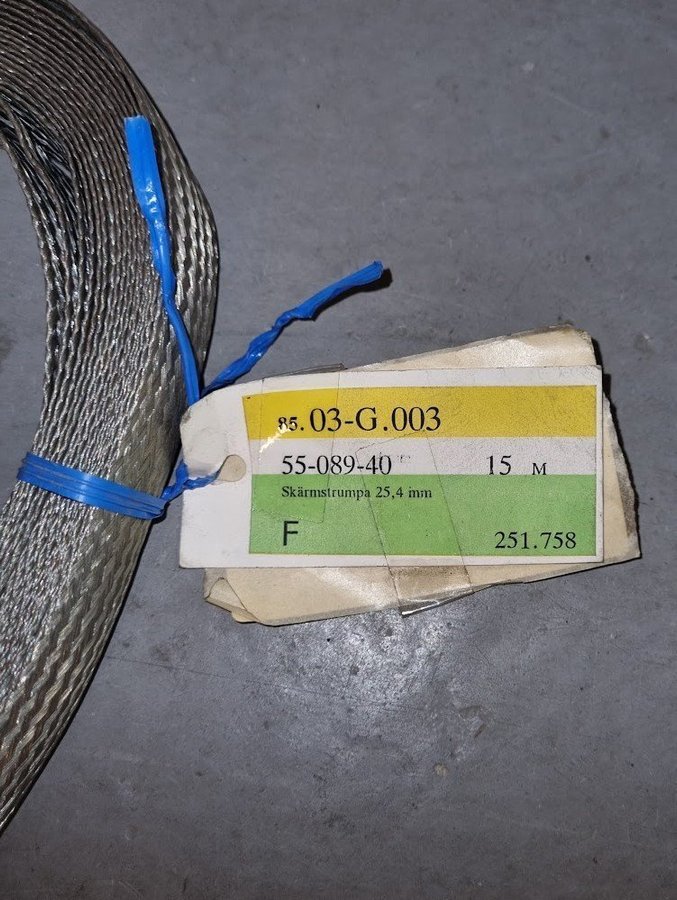 85. 03-G.003
55-089-40 15 M
Skärmstrumpa 25,4 mm
F 251.758